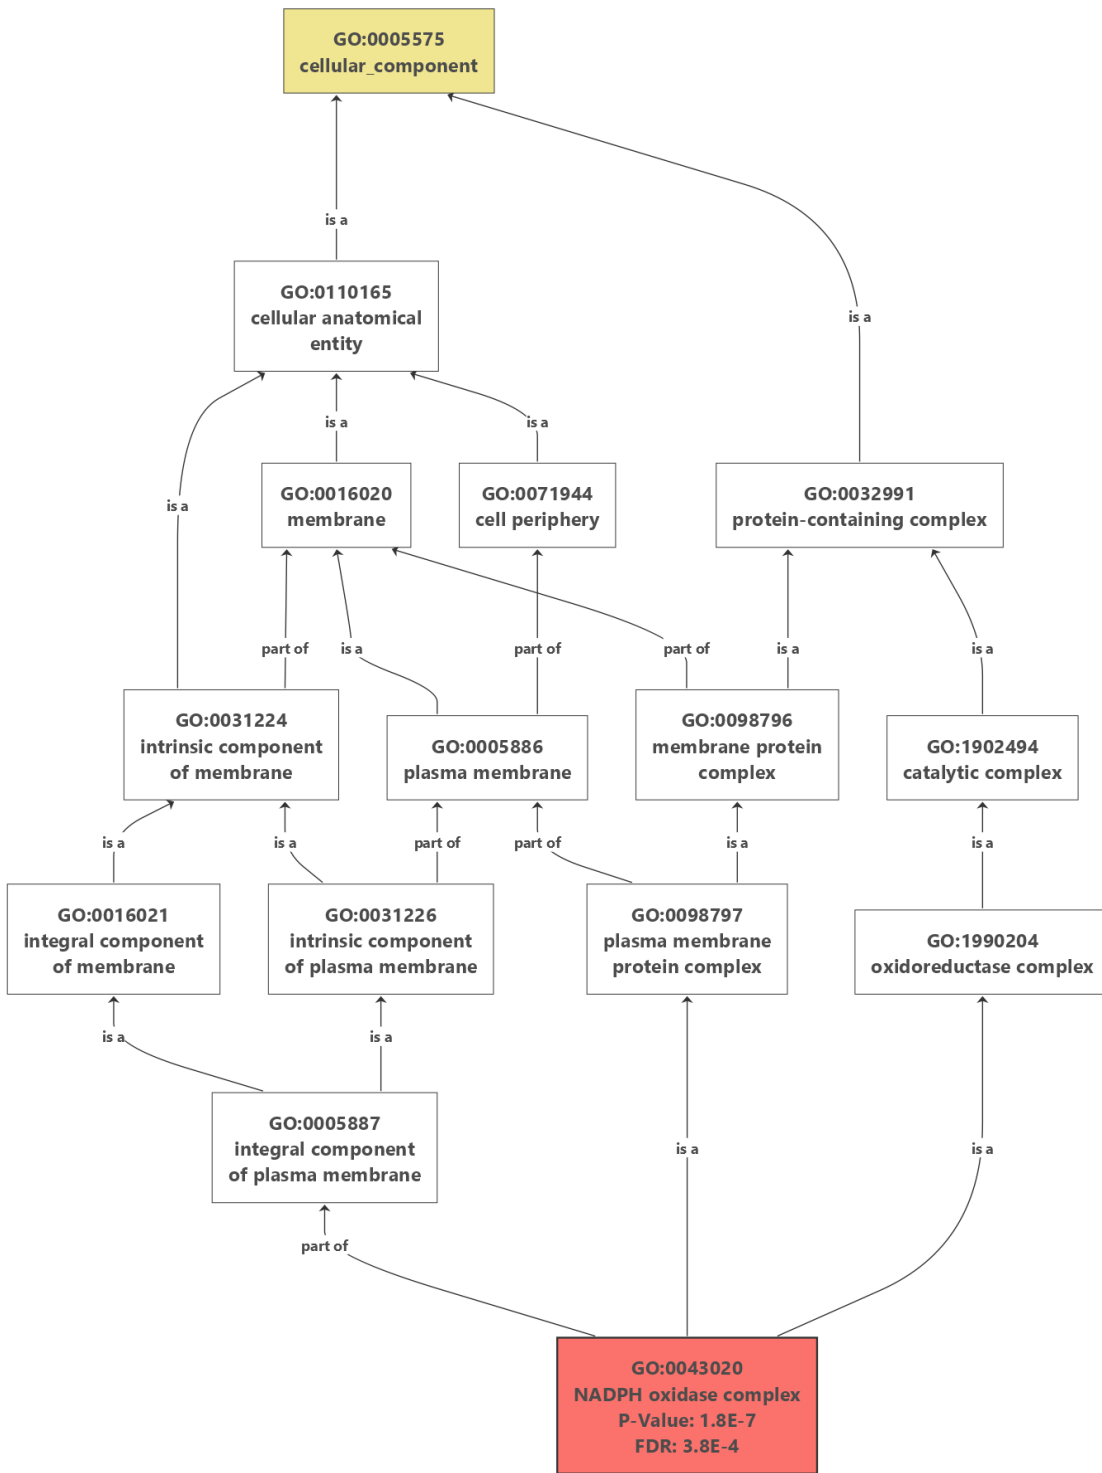 GO:0005575
cellular_component
is a
GO:0110165
cellular anatomical
entity
is a
is a
is a
is a
GO:0016020
membrane
GO:0071944
cell periphery
GO:0032991
protein-containing complex
is a
part of
is a
part of
part of
is a
is a
GO:0031224
intrinsic component
of membrane
GO:0005886
plasma membrane
GO:0098796
membrane protein
complex
GO:1902494
catalytic complex
is a
is a
part of
part of
is a
is a
GO:0016021
integral component
of membrane
GO:0031226
intrinsic component
of plasma membrane
GO:0098797
plasma membrane
protein complex
GO:1990204
oxidoreductase complex
is a
is a
GO:0005887
integral component
of plasma membrane
is a
is a
part of
GO:0043020
NADPH oxidase complex
P-Value: 1.8E-7
FDR: 3.8E-4